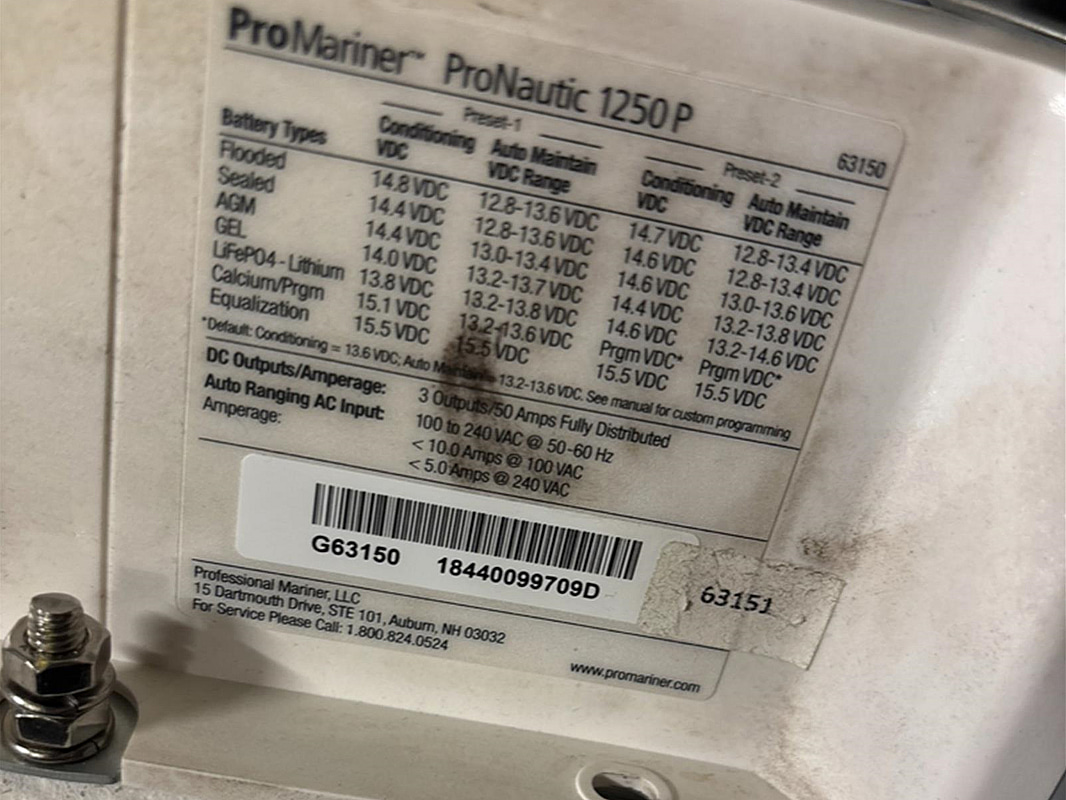 ProMariner™ ProNautic 1250 P
63150
Preset-1 Preset-2
Battery Types Conditioning VDC Auto Maintain VDC Range Conditioning VDC Auto Maintain VDC Range
Flooded 14.8 VDC 12.8-13.6 VDC 14.7 VDC 12.8-13.4 VDC
Sealed 14.4 VDC 12.8-13.6 VDC 14.6 VDC 12.8-13.4 VDC
AGM 14.4 VDC 13.0-13.4 VDC 14.6 VDC 13.0-13.6 VDC
GEL 14.0 VDC 13.2-13.7 VDC 14.4 VDC 13.2-13.8 VDC
LiFePO4 - Lithium 13.8 VDC 13.2-13.8 VDC 14.6 VDC 13.2-14.6 VDC
Calcium/Prgm 15.1 VDC 13.2-13.6 VDC Prgm VDC* Prgm VDC*
Equalization 15.5 VDC 15.5 VDC 15.5 VDC 15.5 VDC
*Default: Conditioning = 13.6 VDC; Auto Maintain = 13.2-13.6 VDC. See manual for custom programming
DC Outputs/Amperage: 3 Outputs/50 Amps Fully Distributed
Auto Ranging AC Input: 100 to 240 VAC @ 50-60 Hz
Amperage: < 10.0 Amps @ 100 VAC
< 5.0 Amps @ 240 VAC
G63150 18440099709D
63151
Professional Mariner, LLC
15 Dartmouth Drive, STE 101, Auburn, NH 03032
For Service Please Call: 1.800.824.0524
www.promariner.com